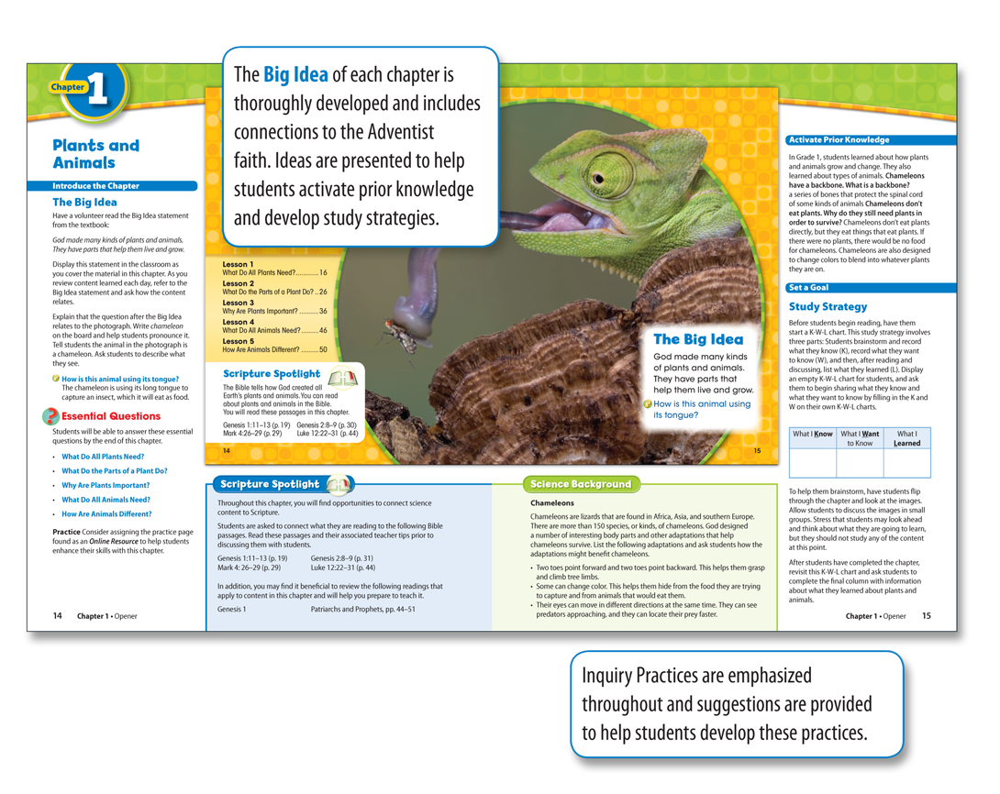 The Big Idea of each chapter is
thoroughly developed and includes
connections to the Adventist
faith. Ideas are presented to help
students activate prior knowledge
and develop study strategies.
Chapter 1
Plants and
Animals
Introduce the Chapter
The Big Idea
Have a volunteer read the Big Idea statement
from the textbook:
God made many kinds of plants and animals.
They have parts that help them live and grow.
Display this statement in the classroom as
you cover the material in this chapter. As you
review content learned each day, refer to the
Big Idea statement and ask how the content
relates.
Explain that the question after the Big Idea
relates to the photograph. Write chameleon
on the board and help students pronounce it.
Tell students the animal in the photograph is
a chameleon. Ask students to describe what
they see.
How is this animal using its tongue?
The chameleon is using its long tongue to
capture an insect, which it will eat as food.
? Essential Questions
Students will be able to answer these essential
questions by the end of this chapter.
• What Do All Plants Need?
• What Do the Parts of a Plant Do?
• Why Are Plants Important?
• What Do All Animals Need?
• How Are Animals Different?
Practice Consider assigning the practice page
found as an Online Resource to help students
enhance their skills with this chapter.
14 Chapter 1 • Opener
Lesson 1
What Do All Plants Need?............16
Lesson 2
What Do the Parts of a Plant Do?..26
Lesson 3
Why Are Plants Important? ..........36
Lesson 4
What Do All Animals Need?.........46
Lesson 5
How Are Animals Different? .........50
Scripture Spotlight
The Bible tells how God created all
Earth's plants and animals. You can read
about plants and animals in the Bible.
You will read these passages in this chapter.
Genesis 1:11–13 (p. 19) Genesis 2:8–9 (p. 30)
Mark 4:26–29 (p. 29) Luke 12:22–31 (p. 44)
14
The Big Idea
God made many kinds
of plants and animals.
They have parts that
help them live and grow.
How is this animal using
its tongue?
15
Scripture Spotlight
Throughout this chapter, you will find opportunities to connect science
content to Scripture.
Students are asked to connect what they are reading to the following Bible
passages. Read these passages and their associated teacher tips prior to
discussing them with students.
Genesis 1:11–13 (p. 19) Genesis 2:8–9 (p. 31)
Mark 4: 26–29 (p. 29) Luke 12:22–31 (p. 44)
In addition, you may find it beneficial to review the following readings that
apply to content in this chapter and will help you prepare to teach it.
Genesis 1 Patriarchs and Prophets, pp. 44–51
Science Background
Chameleons
Chameleons are lizards that are found in Africa, Asia, and southern Europe.
There are more than 150 species, or kinds, of chameleons. God designed
a number of interesting body parts and other adaptations that help
chameleons survive. List the following adaptations and ask students how the
adaptations might benefit chameleons.
• Two toes point forward and two toes point backward. This helps them grasp
and climb tree limbs.
• Some can change color. This helps them hide from the food they are trying
to capture and from animals that would eat them.
• Their eyes can move in different directions at the same time. They can see
predators approaching, and they can locate their prey faster.
Activate Prior Knowledge
In Grade 1, students learned about how plants
and animals grow and change. They also
learned about types of animals. Chameleons
have a backbone. What is a backbone?
a series of bones that protect the spinal cord
of some kinds of animals Chameleons don't
eat plants. Why do they still need plants in
order to survive? Chameleons don't eat plants
directly, but they eat things that eat plants. If
there were no plants, there would be no food
for chameleons. Chameleons are also designed
to change colors to blend into whatever plants
they are on.
Set a Goal
Study Strategy
Before students begin reading, have them
start a K-W-L chart. This study strategy involves
three parts: Students brainstorm and record
what they know (K), record what they want
to know (W), and then, after reading and
discussing, list what they learned (L). Display
an empty K-W-L chart for students, and ask
them to begin sharing what they know and
what they want to know by filling in the K and
W on their own K-W-L charts.
What I Know What I Want What I
to Know Learned
To help them brainstorm, have students flip
through the chapter and look at the images.
Allow students to discuss the images in small
groups. Stress that students may look ahead
and think about what they are going to learn,
but they should not study any of the content
at this point.
After students have completed the chapter,
revisit this K-W-L chart and ask students to
complete the final column with information
about what they learned about plants and
animals.
Chapter 1 • Opener 15
Inquiry Practices are emphasized
throughout and suggestions are provided
to help students develop these practices.